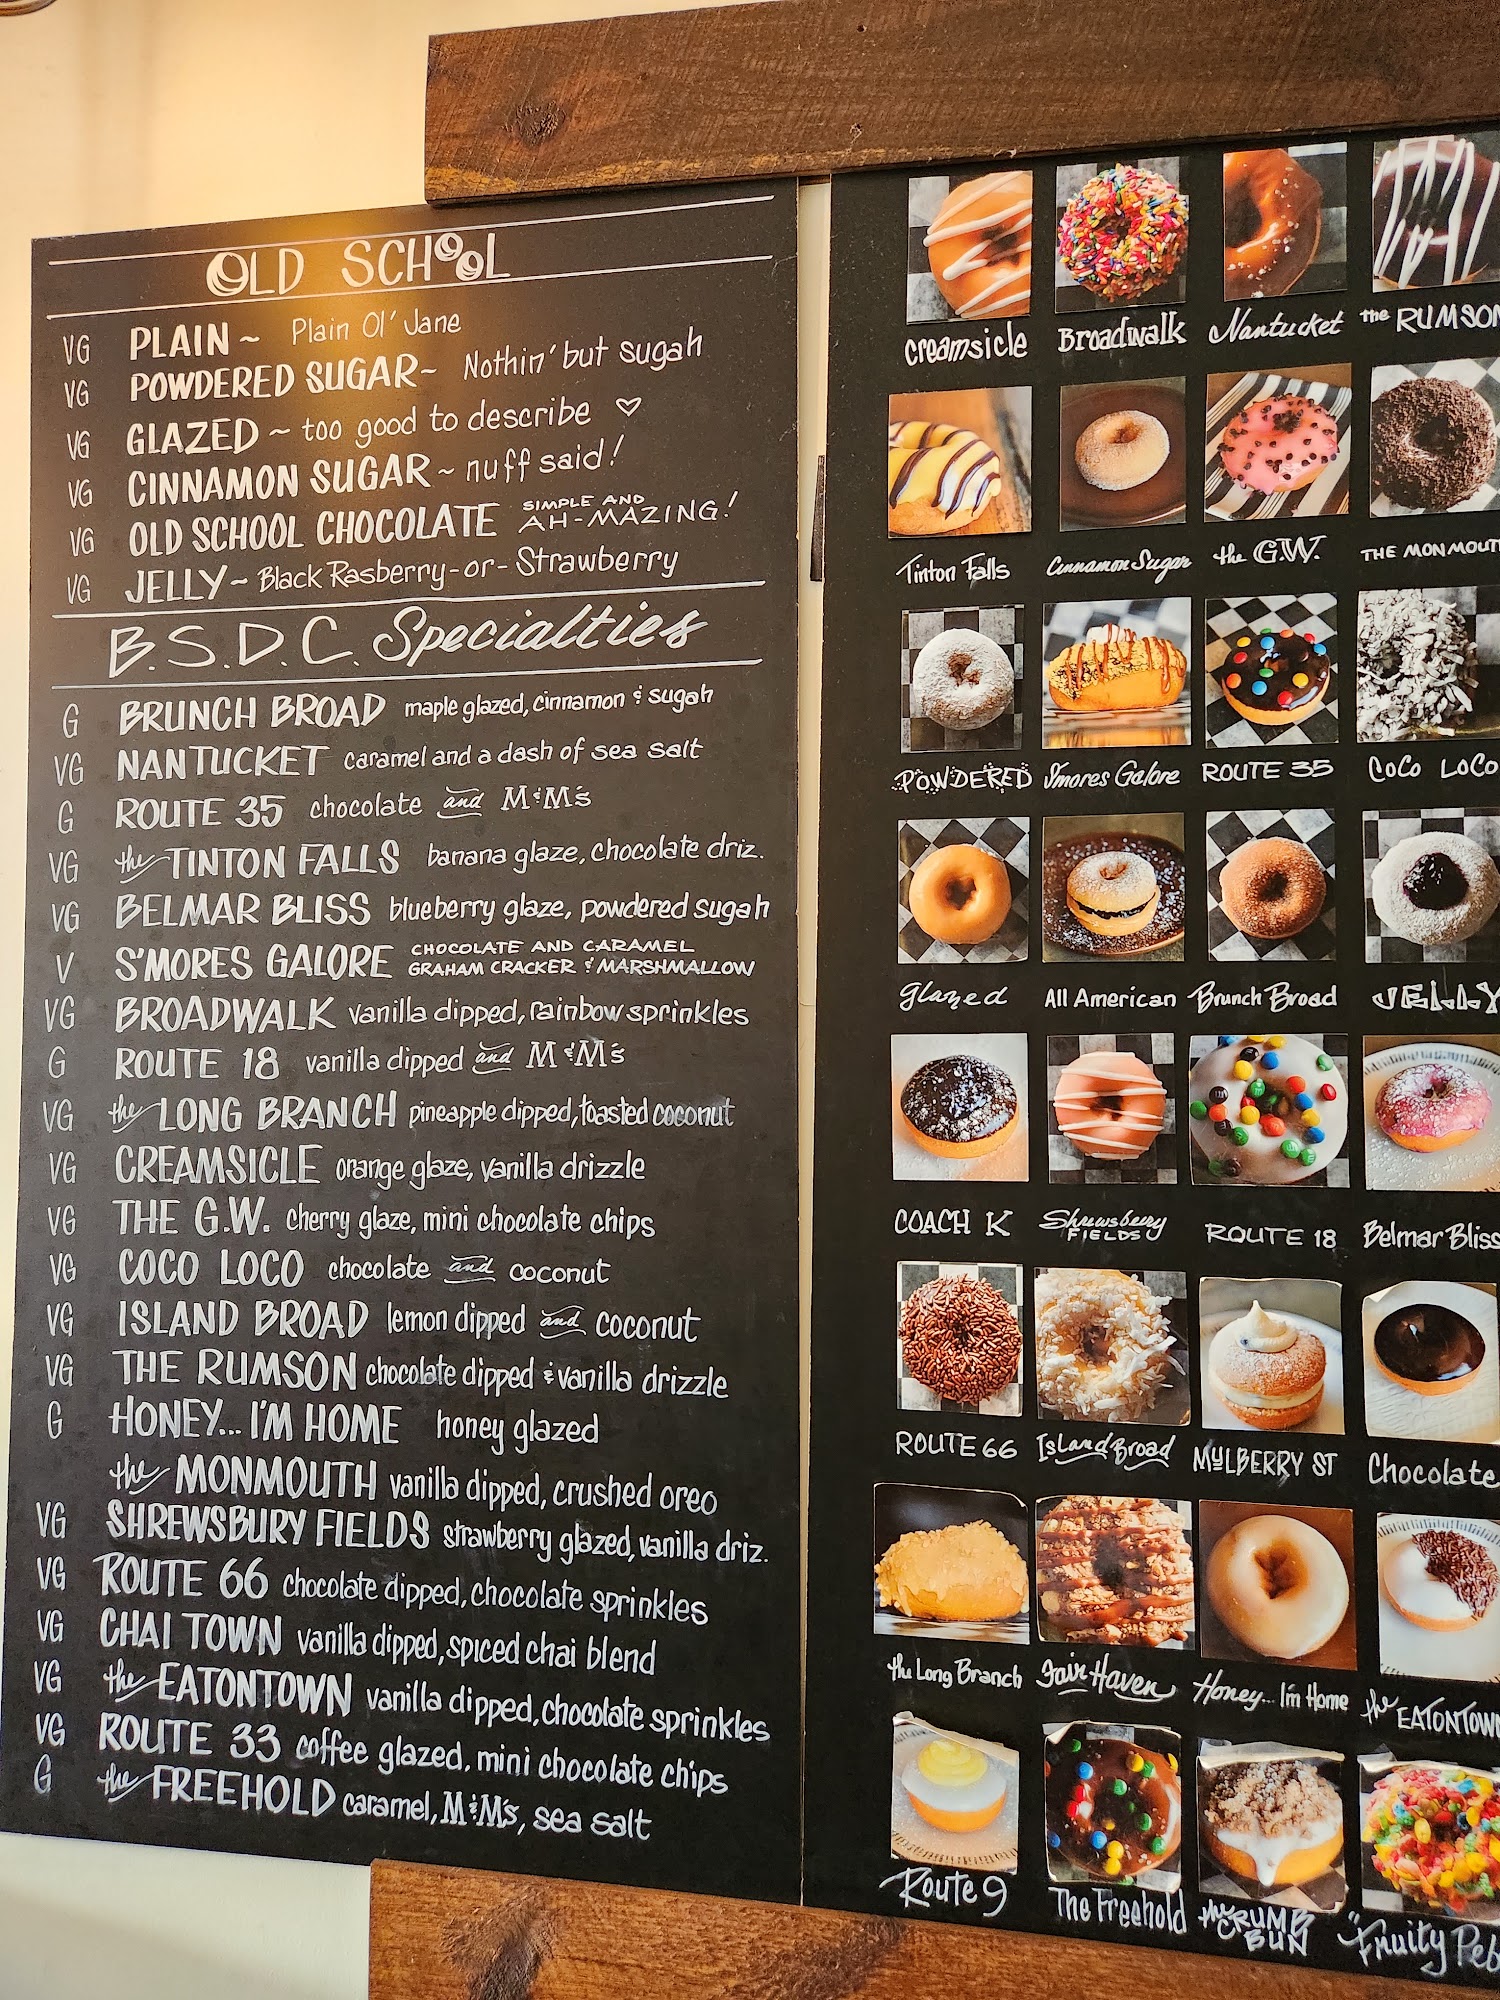 OLD SCHOOL
VG PLAIN ~ Plain Ol' Jane
VG POWDERED SUGAR ~ Nothin' but sugah
VG GLAZED ~ too good to describe ♡
VG CINNAMON SUGAR ~ nuff said!
VG OLD SCHOOL CHOCOLATE SIMPLE AND AH-MAZING!
VG JELLY ~ Black Rasberry - or - Strawberry
B.S.D.C. Specialties
G BRUNCH BROAD maple glazed, cinnamon & sugah
VG NANTUCKET caramel and a dash of sea salt
G ROUTE 35 chocolate and M&M's
VG the TINTON FALLS banana glaze, chocolate driz.
VG BELMAR BLISS blueberry glaze, powdered sugah
V S'MORES GALORE CHOCOLATE AND CARAMEL
GRAHAM CRACKER & MARSHMALLOW
VG BROADWALK vanilla dipped, rainbow sprinkles
G ROUTE 18 vanilla dipped and M&M's
VG the LONG BRANCH pineapple dipped, toasted coconut
VG CREAMSICLE orange glaze, vanilla drizzle
VG THE G.W. cherry glaze, mini chocolate chips
VG COCO LOCO chocolate and coconut
VG ISLAND BROAD lemon dipped and coconut
VG THE RUMSON chocolate dipped & vanilla drizzle
G HONEY... I'M HOME honey glazed
the MONMOUTH vanilla dipped, crushed oreo
VG SHREWSBURY FIELDS strawberry glazed, vanilla driz.
VG ROUTE 66 chocolate dipped, chocolate sprinkles
VG CHAI TOWN vanilla dipped, spiced chai blend
VG the EATONTOWN vanilla dipped, chocolate sprinkles
VG ROUTE 33 coffee glazed, mini chocolate chips
G the FREEHOLD caramel, M&M's, sea salt
creamsicle Broadwalk Nantucket the RUMSON
Tinton Falls Cinnamon Sugar the G.W. THE MONMOUTH
POWDERED S'mores Galore ROUTE 35 COCO LOCO
glazed All American Brunch Broad JELLY
COACH K Shrewsbury FIELDS ROUTE 18 Belmar Bliss
ROUTE 66 Island Broad MULBERRY ST Chocolate
the Long Branch Fair Haven Honey... I'm Home the EATONTOWN
Route 9 The Freehold the CRUMB BUN "Fruity Peb